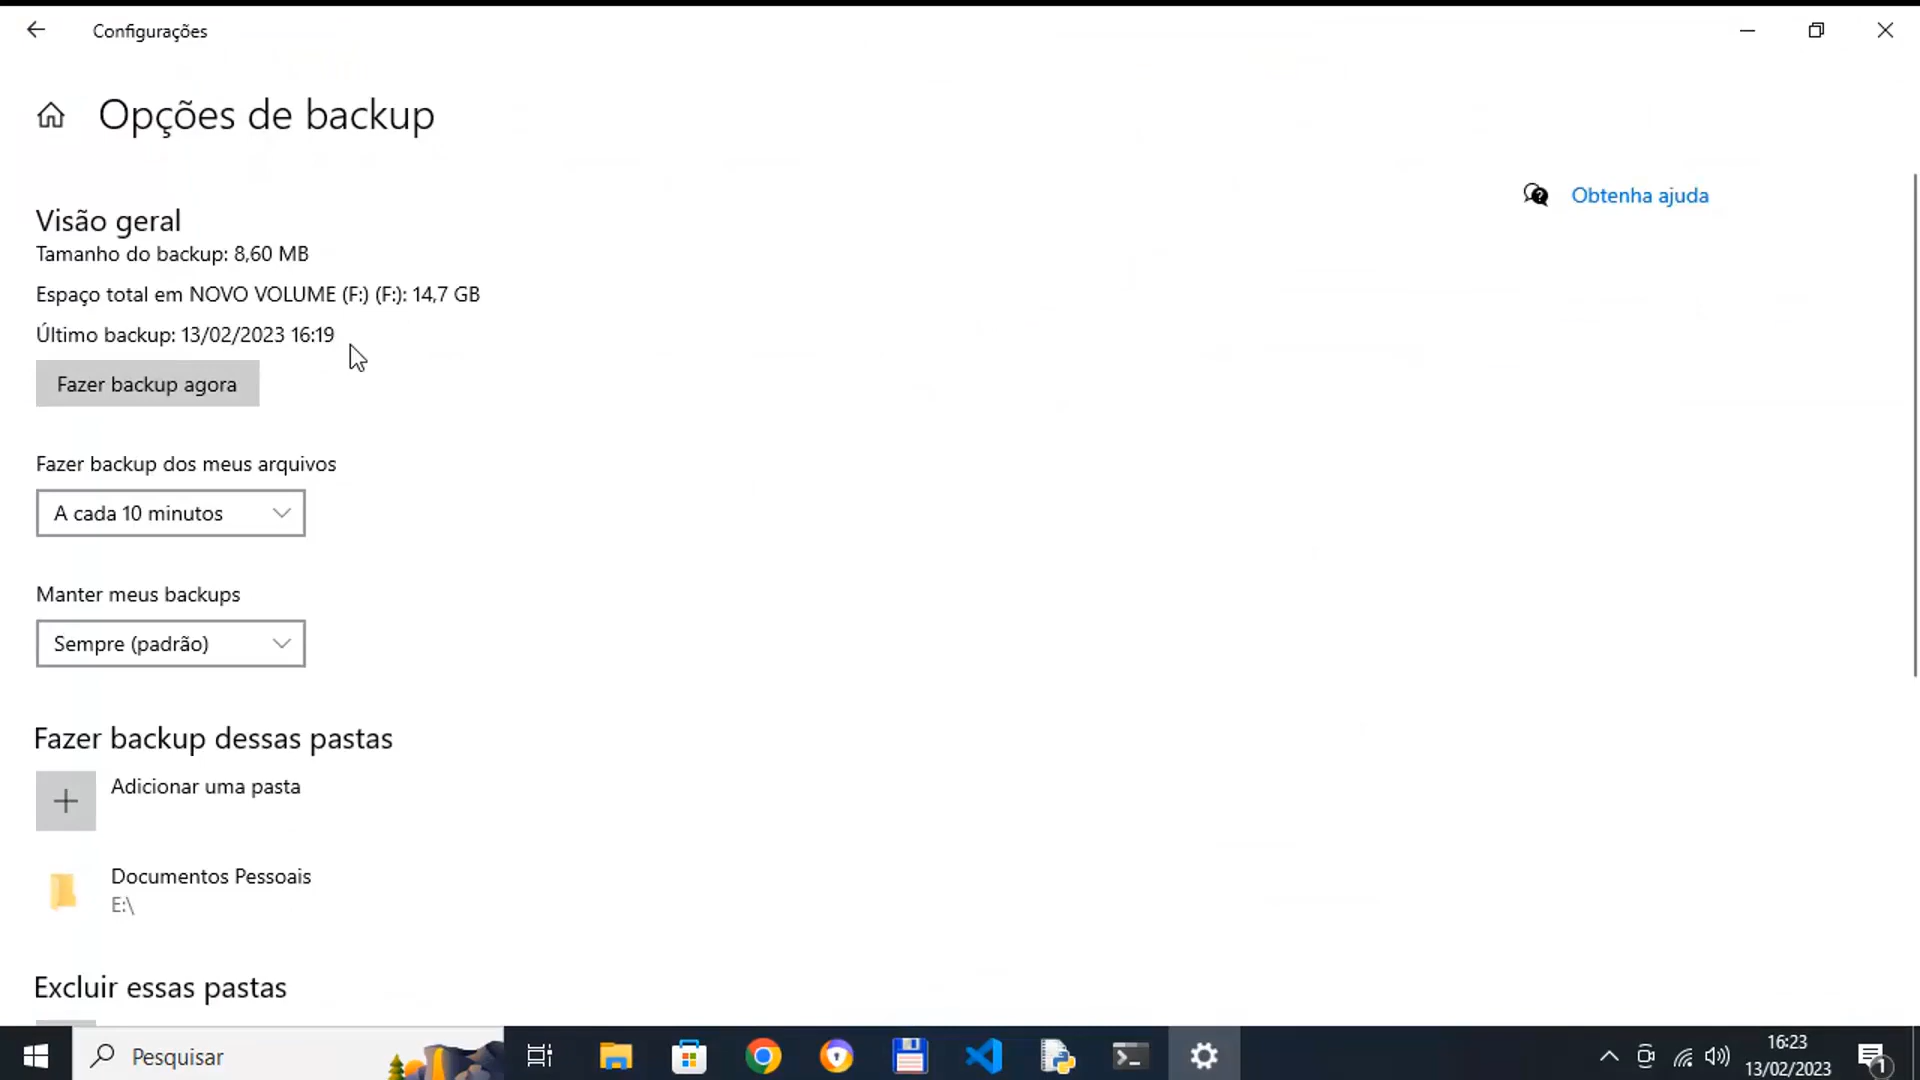 Configurações
Opções de backup
Obtenha ajuda
Visão geral
Tamanho do backup: 8,60 MB
Espaço total em NOVO VOLUME (F:) (F:): 14,7 GB
Último backup: 13/02/2023 16:19
Fazer backup agora
Fazer backup dos meus arquivos
A cada 10 minutos
Manter meus backups
Sempre (padrão)
Fazer backup dessas pastas
Adicionar uma pasta
Documentos Pessoais
E:\
Excluir essas pastas
Pesquisar
16:23
13/02/2023
1